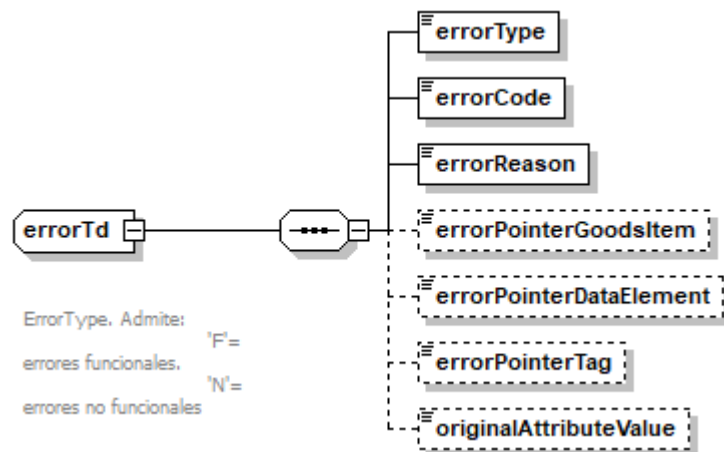 errorType
errorCode
errorReason
errorTd
errorPointerGoodsItem
errorPointerDataElement
errorPointerTag
originalAttributeValue
ErrorType. Admite:
'F'=
errores funcionales.
'N'=
errores no funcionales